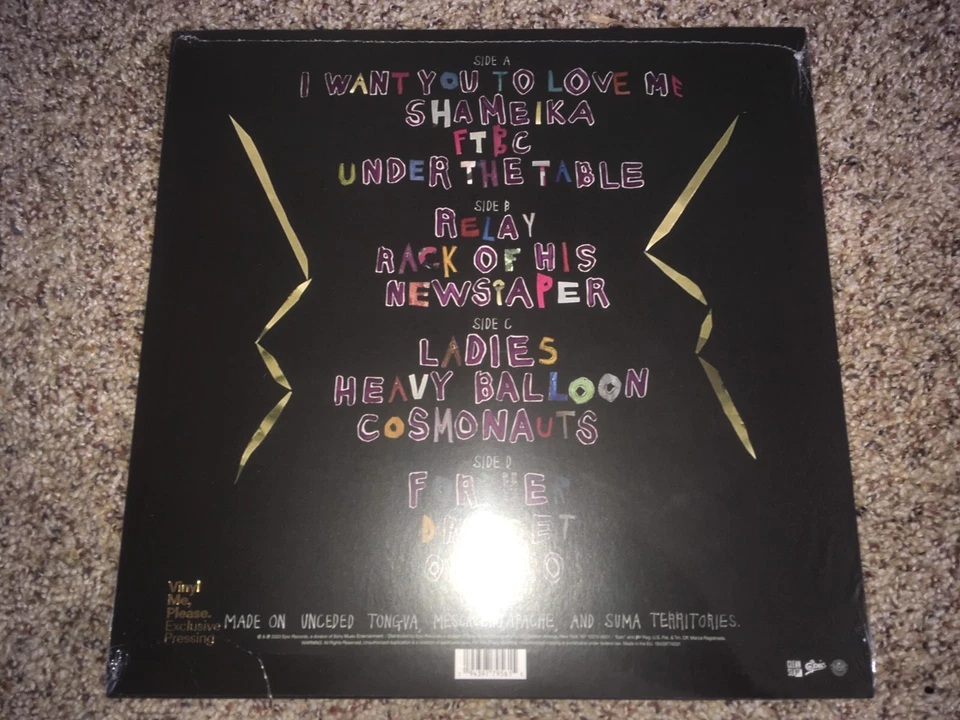 SIDE A
I WANT YOU TO LOVE ME
SHAMEIKA
FTBC
UNDER THE TABLE
SIDE B
RELAY
RACK OF HIS
NEWSPAPER
SIDE C
LADIES
HEAVY BALLOON
COSMONAUTS
SIDE D
Vinyl
Me,
Please.
Exclusive
Pressing
MADE ON UNCEDED TONGVA, MESCALERO APACHE, AND SUMA TERRITORIES.
Epic